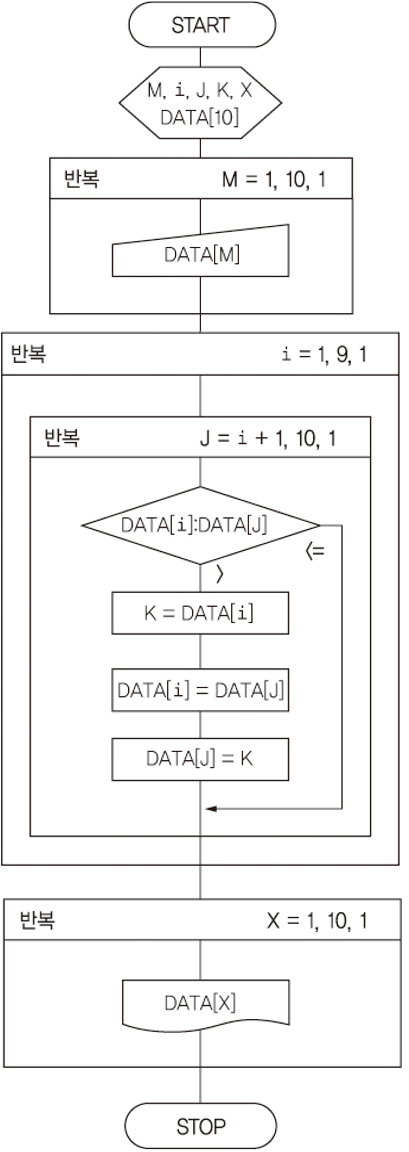 START
M, i, J, K, X
DATA[10]
반복 M = 1, 10, 1
DATA[M]
반복 i = 1, 9, 1
반복 J = i + 1, 10, 1
DATA[i]:DATA[J]
<=
>
K = DATA[i]
DATA[i] = DATA[J]
DATA[J] = K
반복 X = 1, 10, 1
DATA[X]
STOP